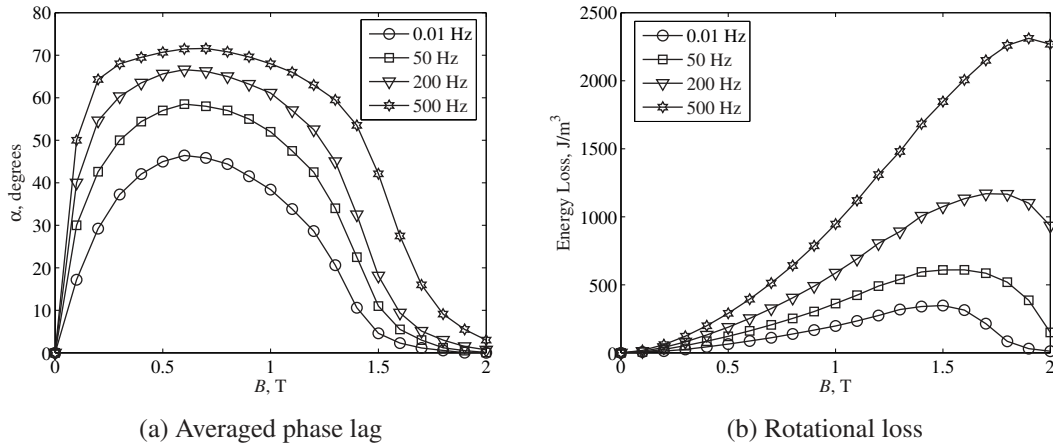 80
70
60
50
40
30
20
10
0
0
0.5
1
1.5
2
α, degrees
B, T
0.01 Hz
50 Hz
200 Hz
500 Hz
(a) Averaged phase lag
2500
2000
1500
1000
500
0
0
0.5
1
1.5
2
Energy Loss, J/m³
B, T
0.01 Hz
50 Hz
200 Hz
500 Hz
(b) Rotational loss